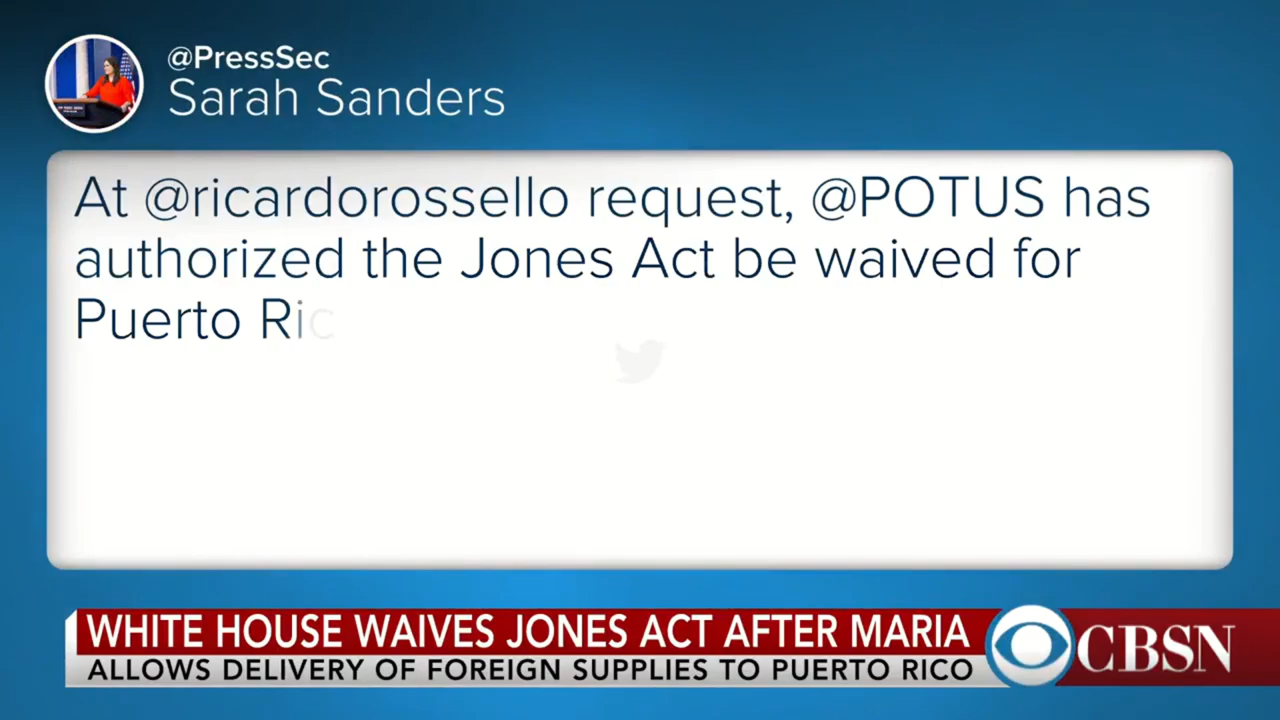 @PressSec
Sarah Sanders
At @ricardorossello request, @POTUS has
authorized the Jones Act be waived for
Puerto Ric
WHITE HOUSE WAIVES JONES ACT AFTER MARIA
ALLOWS DELIVERY OF FOREIGN SUPPLIES TO PUERTO RICO
CBSN